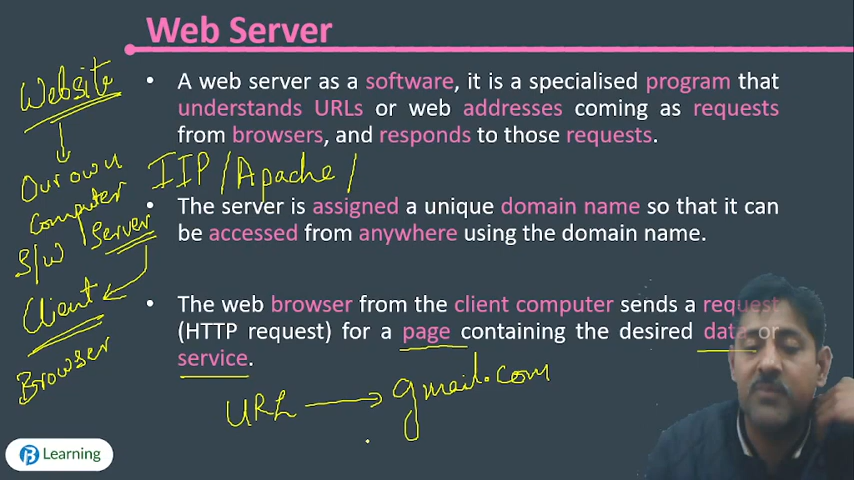 Web Server
• A web server as a software, it is a specialised program that
understands URLs or web addresses coming as requests
from browsers, and responds to those requests.
IIP / Apache /
• The server is assigned a unique domain name so that it can
be accessed from anywhere using the domain name.
• The web browser from the client computer sends a request
(HTTP request) for a page containing the desired data or
service.
URL → gmail.com
Website
Our own
Computer
S/W Server
Client
Browser
B Learning